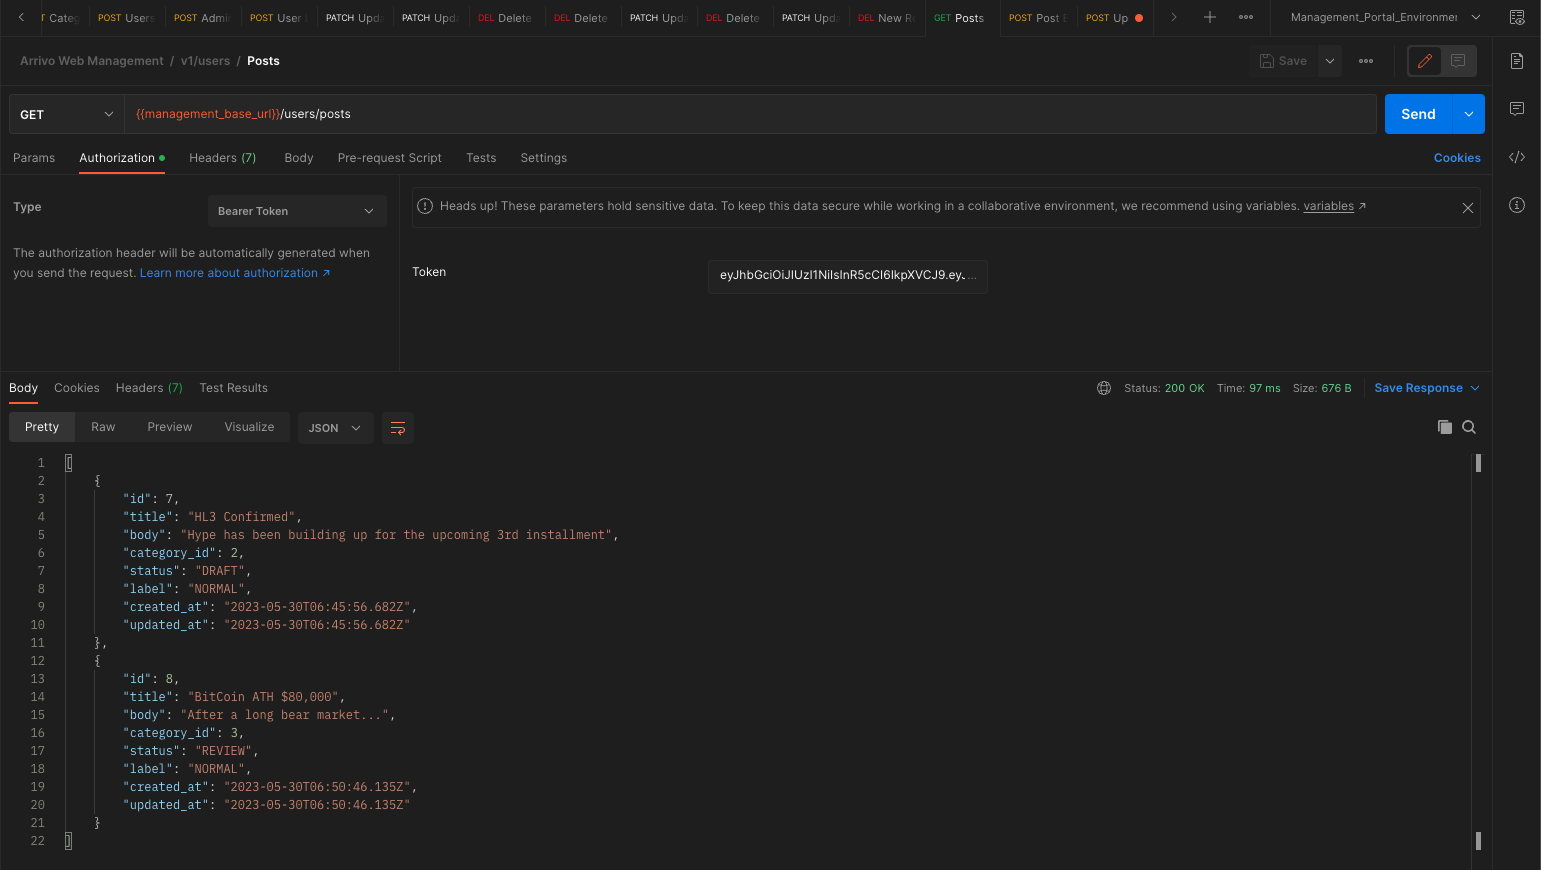 T Categ POST Users POST Admi POST User PATCH Upda PATCH Upda DEL Delete DEL Delete PATCH Upda DEL Delete PATCH Upd DEL New R GET Posts POST Post E POST Up Management_Portal_Environmer
Arrivo Web Management / v1/users / Posts Save
GET {{management_base_url}}/users/posts Send
Params Authorization Headers (7) Body Pre-request Script Tests Settings Cookies
Type Bearer Token
Heads up! These parameters hold sensitive data. To keep this data secure while working in a collaborative environment, we recommend using variables. variables ↗
The authorization header will be automatically generated when
you send the request. Learn more about authorization ↗
Token eyJhbGciOiJIUzI1NiIsInR5cCI6IkpXVCJ9.eyJ...
Body Cookies Headers (7) Test Results Status: 200 OK Time: 97 ms Size: 676 B Save Response
Pretty Raw Preview Visualize JSON
1 [
2 {
3 "id": 7,
4 "title": "HL3 Confirmed",
5 "body": "Hype has been building up for the upcoming 3rd installment",
6 "category_id": 2,
7 "status": "DRAFT",
8 "label": "NORMAL",
9 "created_at": "2023-05-30T06:45:56.682Z",
10 "updated_at": "2023-05-30T06:45:56.682Z"
11 },
12 {
13 "id": 8,
14 "title": "BitCoin ATH $80,000",
15 "body": "After a long bear market...",
16 "category_id": 3,
17 "status": "REVIEW",
18 "label": "NORMAL",
19 "created_at": "2023-05-30T06:50:46.135Z",
20 "updated_at": "2023-05-30T06:50:46.135Z"
21 }
22 ]